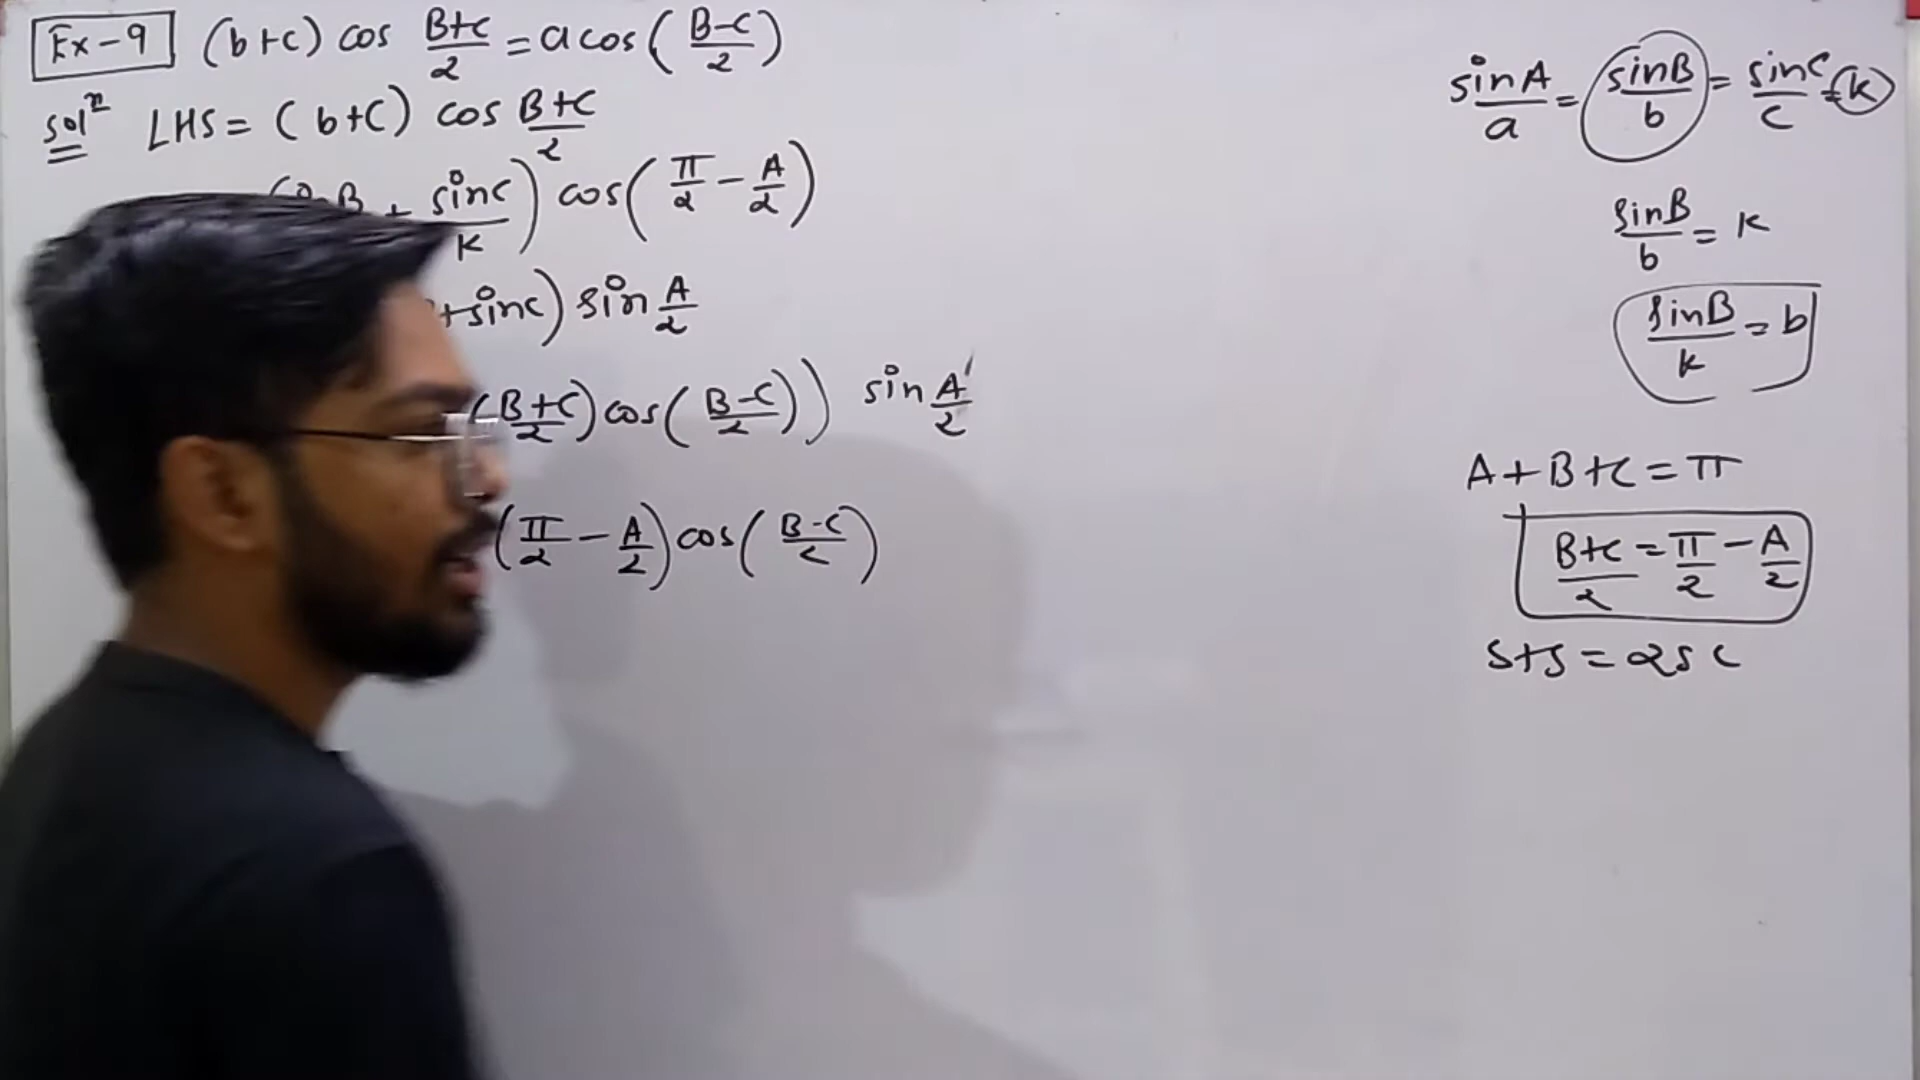 Ex-9 (b+c) cos B+C/2 = a cos(B-C/2)
solⁿ LHS = (b+c) cos B+C/2
B + sinC/K) cos(π/2 - A/2)
+sinc) sin A/2
(B+C/2) cos(B-C/2)) sin A/2
(π/2 - A/2) cos(B-C/2)
sinA/a = sinB/b = sinC/c = k
sinB/b = K
sinB/k = b
A+B+C = π
B+C/2 = π/2 - A/2
S+S = 2SC